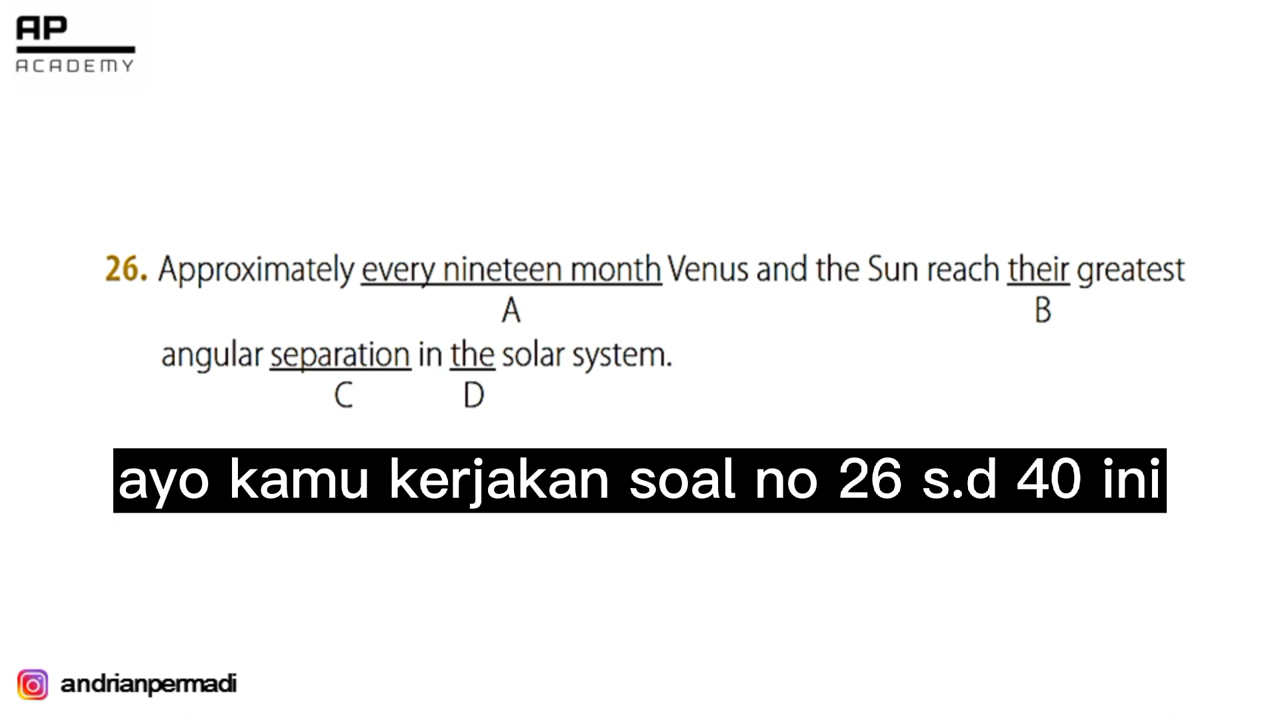 AP
ACADEMY
26. Approximately every nineteen month Venus and the Sun reach their greatest
A B
angular separation in the solar system.
C D
ayo kamu kerjakan soal no 26 s.d 40 ini
andrianpermadi